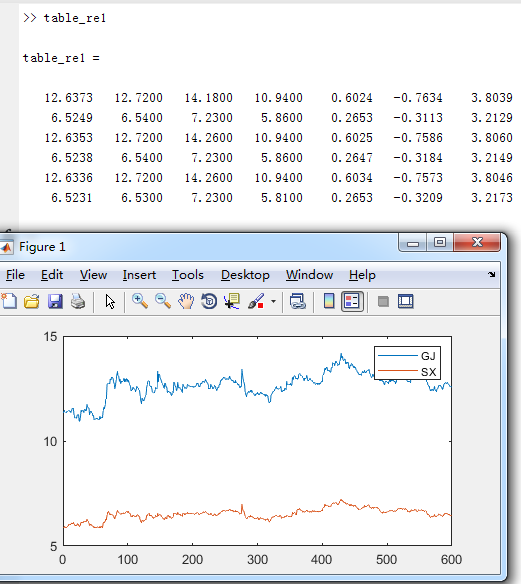 >> table_re1
table_re1 =
12.6373 12.7200 14.1800 10.9400 0.6024 -0.7634 3.8039
6.5249 6.5400 7.2300 5.8600 0.2653 -0.3113 3.2129
12.6353 12.7200 14.2600 10.9400 0.6025 -0.7586 3.8060
6.5238 6.5400 7.2300 5.8600 0.2647 -0.3184 3.2149
12.6336 12.7200 14.2600 10.9400 0.6034 -0.7573 3.8046
6.5231 6.5300 7.2300 5.8100 0.2653 -0.3209 3.2173
Figure 1
File Edit View Insert Tools Desktop Window Help
15
GJ
SX
10
5
0 100 200 300 400 500 600